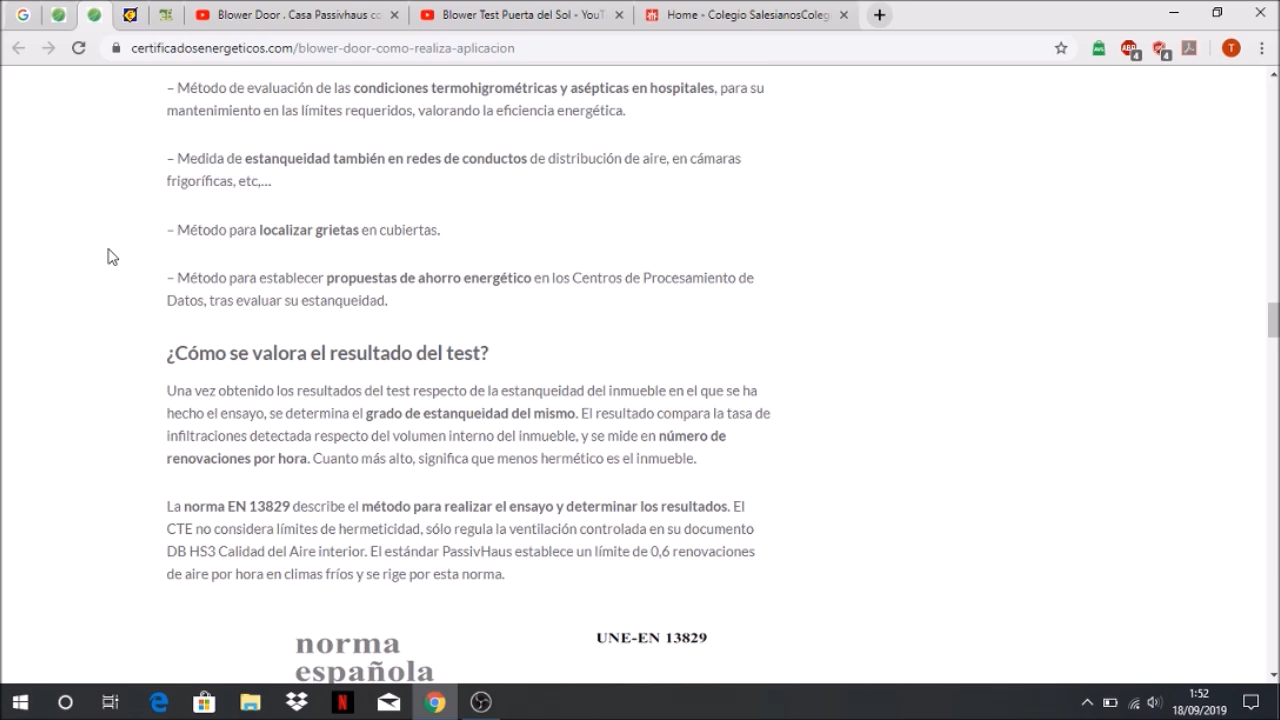 Blower Door . Casa Passivhaus co
Blower Test Puerta del Sol - YouT
Home - Colegio SalesianosColeg
certificadosenergeticos.com/blower-door-como-realiza-aplicacion
ABP
4
4
T
– Método de evaluación de las condiciones termohigrométricas y asépticas en hospitales, para su
mantenimiento en las límites requeridos, valorando la eficiencia energética.
– Medida de estanqueidad también en redes de conductos de distribución de aire, en cámaras
frigoríficas, etc,...
– Método para localizar grietas en cubiertas.
– Método para establecer propuestas de ahorro energético en los Centros de Procesamiento de
Datos, tras evaluar su estanqueidad.
¿Cómo se valora el resultado del test?
Una vez obtenido los resultados del test respecto de la estanqueidad del inmueble en el que se ha
hecho el ensayo, se determina el grado de estanqueidad del mismo. El resultado compara la tasa de
infiltraciones detectada respecto del volumen interno del inmueble, y se mide en número de
renovaciones por hora. Cuanto más alto, significa que menos hermético es el inmueble.
La norma EN 13829 describe el método para realizar el ensayo y determinar los resultados. El
CTE no considera límites de hermeticidad, sólo regula la ventilación controlada en su documento
DB HS3 Calidad del Aire interior. El estándar PassivHaus establece un límite de 0,6 renovaciones
de aire por hora en climas fríos y se rige por esta norma.
norma
española
UNE-EN 13829
1:52
18/09/2019